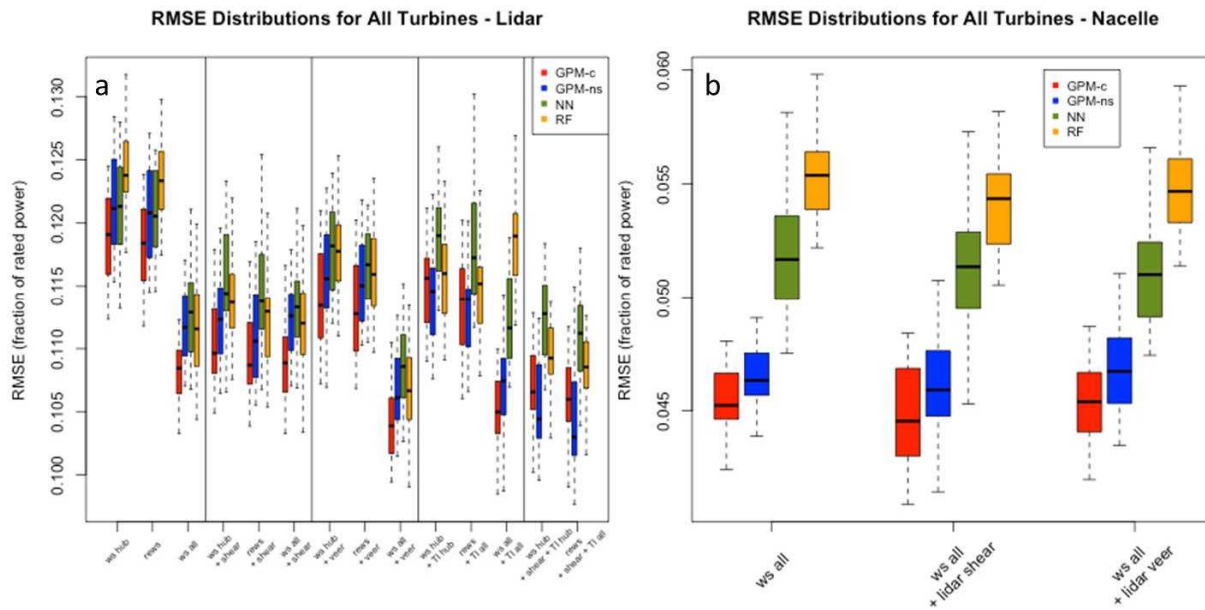 RMSE Distributions for All Turbines - Lidar
a
GPM-c
GPM-ns
NN
RF
RMSE (fraction of rated power)
0.130
0.125
0.120
0.115
0.110
0.105
0.100
ws hub
rews
ws all
ws hub
+ shear
rews
+ shear
ws all
+ shear
ws hub
+ veer
rews
+ veer
ws all
+ veer
ws hub
+ TI hub
rews
+ TI all
ws all
+ TI all
ws hub
+ shear + TI hub
rews
+ shear + TI all
RMSE Distributions for All Turbines - Nacelle
b
GPM-c
GPM-ns
NN
RF
RMSE (fraction of rated power)
0.060
0.055
0.050
0.045
ws all
ws all
+ lidar shear
ws all
+ lidar veer